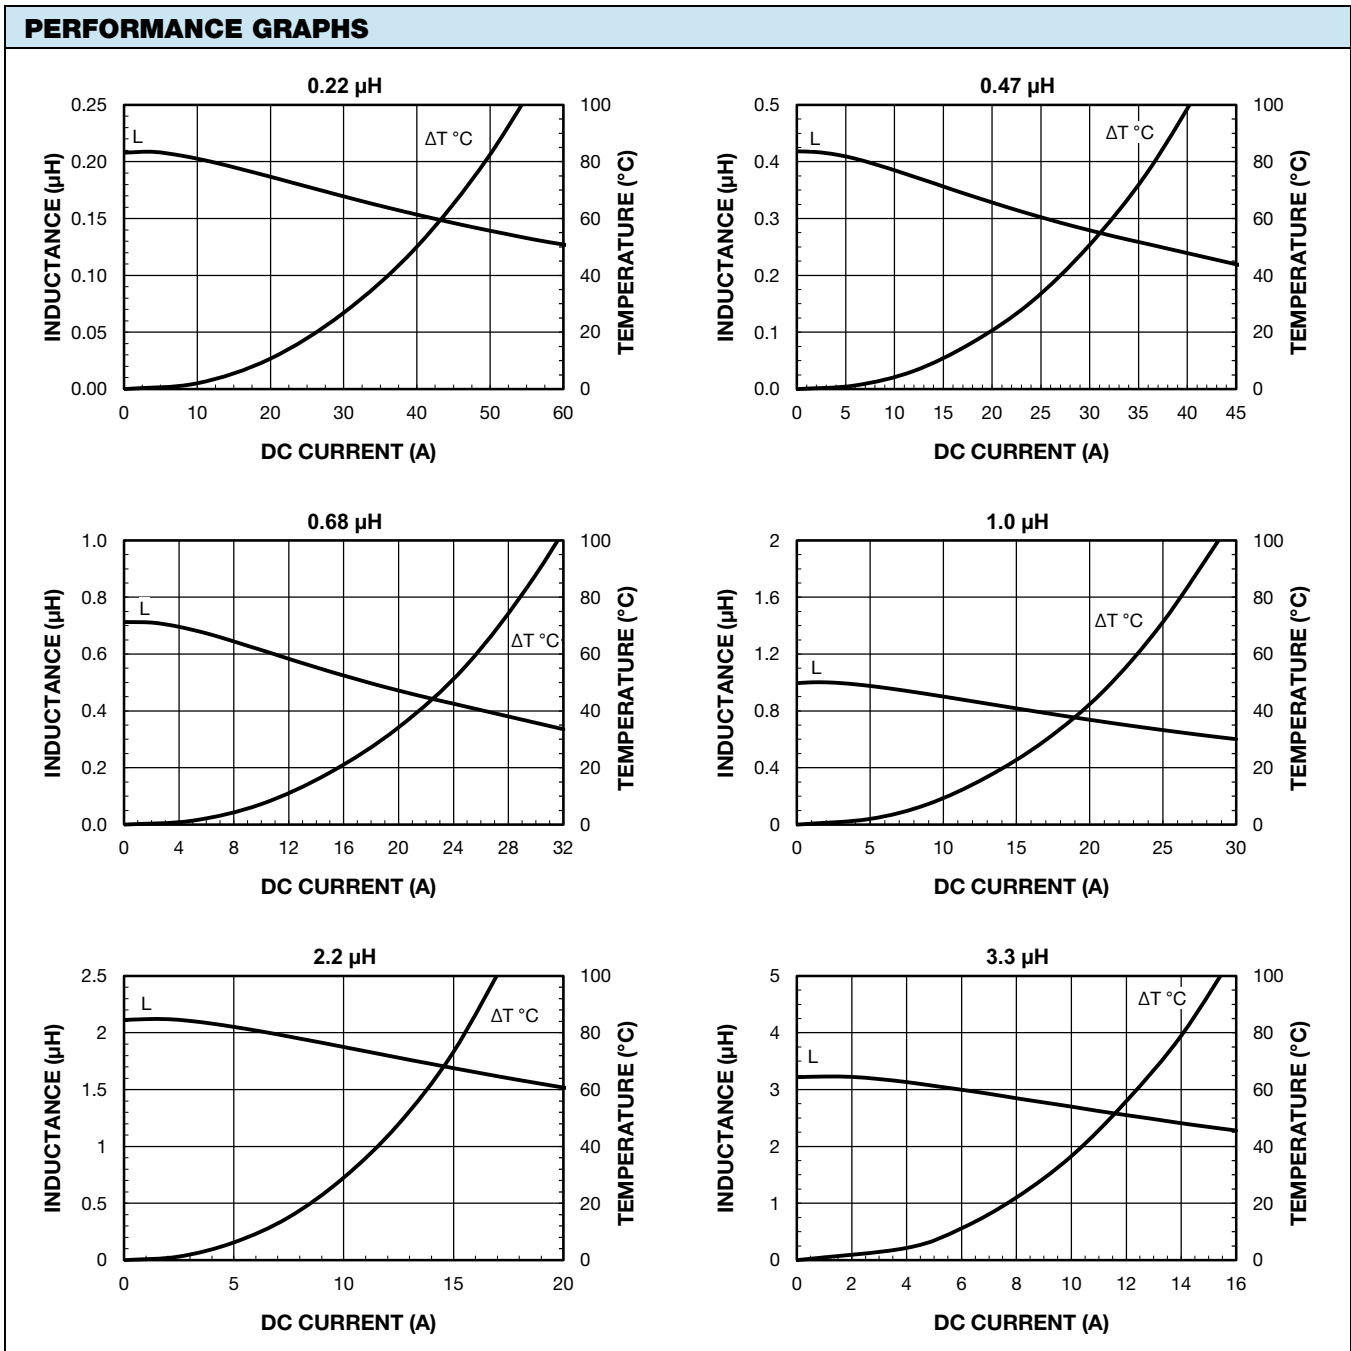 PERFORMANCE GRAPHS
0.22 µH
0.25
0.20
0.15
0.10
0.05
0.00
INDUCTANCE (µH)
L
ΔT °C
100
80
60
40
20
0
TEMPERATURE (°C)
0 10 20 30 40 50 60
DC CURRENT (A)
0.47 µH
0.5
0.4
0.3
0.2
0.1
0.0
INDUCTANCE (µH)
L
ΔT °C
100
80
60
40
20
0
TEMPERATURE (°C)
0 5 10 15 20 25 30 35 40 45
DC CURRENT (A)
0.68 µH
1.0
0.8
0.6
0.4
0.2
0.0
INDUCTANCE (µH)
L
ΔT °C
100
80
60
40
20
0
TEMPERATURE (°C)
0 4 8 12 16 20 24 28 32
DC CURRENT (A)
1.0 µH
2
1.6
1.2
0.8
0.4
0
INDUCTANCE (µH)
L
ΔT °C
100
80
60
40
20
0
TEMPERATURE (°C)
0 5 10 15 20 25 30
DC CURRENT (A)
2.2 µH
2.5
2
1.5
1
0.5
0
INDUCTANCE (µH)
L
ΔT °C
100
80
60
40
20
0
TEMPERATURE (°C)
0 5 10 15 20
DC CURRENT (A)
3.3 µH
5
4
3
2
1
0
INDUCTANCE (µH)
L
ΔT °C
100
80
60
40
20
0
TEMPERATURE (°C)
0 2 4 6 8 10 12 14 16
DC CURRENT (A)